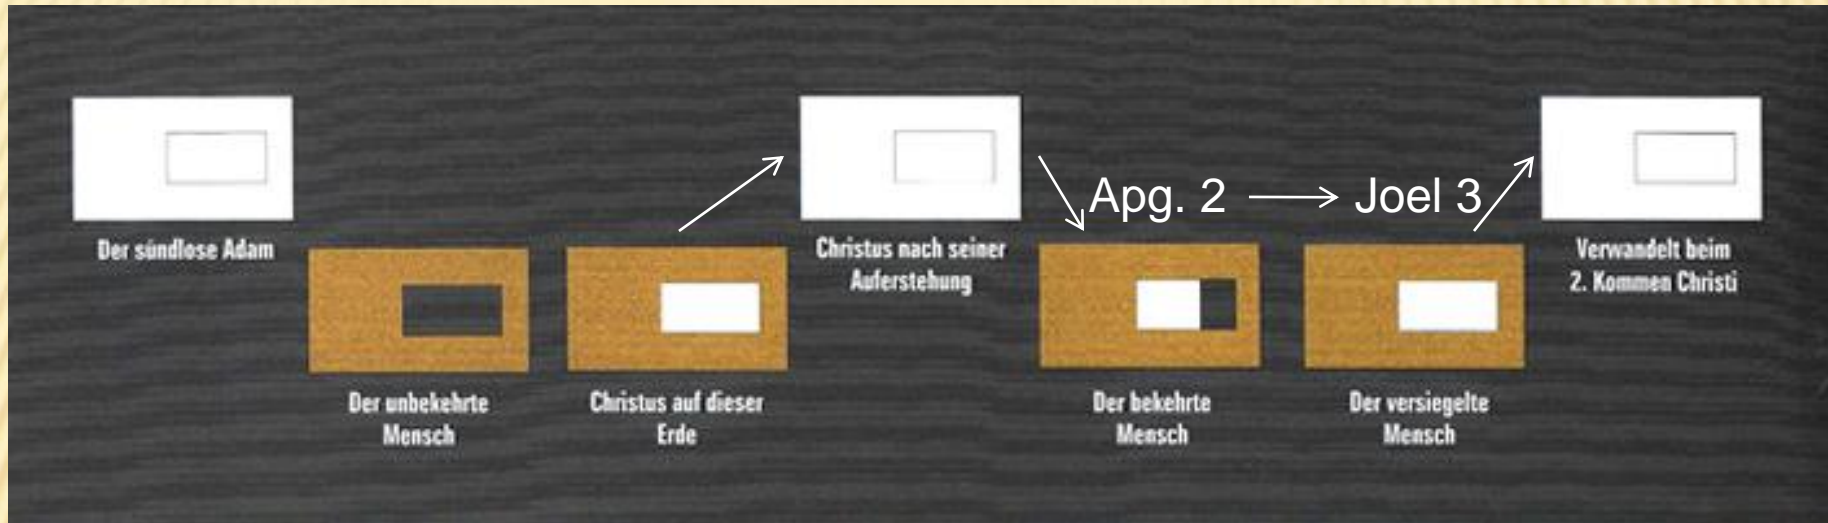 Der sündlose Adam
Der unbekehrte
Mensch
Christus auf dieser
Erde
Christus nach seiner
Auferstehung
Apg. 2
Joel 3
Der bekehrte
Mensch
Der versiegelte
Mensch
Verwandelt beim
2. Kommen Christi